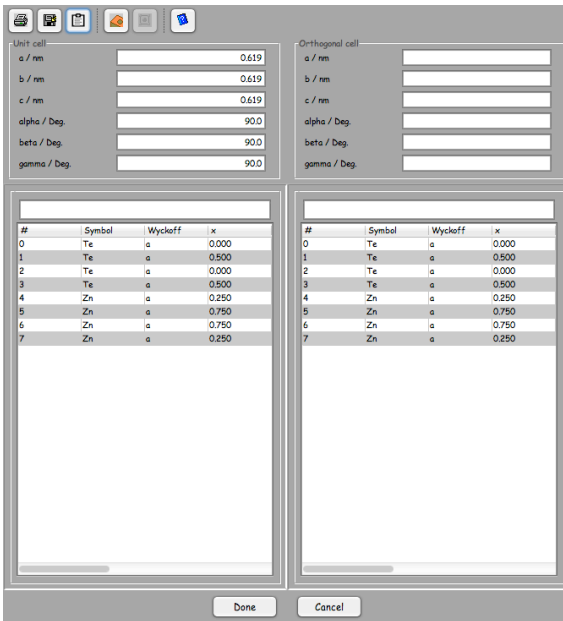 Unit cell
a / nm 0.619
b / nm 0.619
c / nm 0.619
alpha / Deg. 90.0
beta / Deg. 90.0
gamma / Deg. 90.0
Orthogonal cell
a / nm
b / nm
c / nm
alpha / Deg.
beta / Deg.
gamma / Deg.
# Symbol Wyckoff x
0 Te a 0.000
1 Te a 0.500
2 Te a 0.000
3 Te a 0.500
4 Zn a 0.250
5 Zn a 0.750
6 Zn a 0.750
7 Zn a 0.250
# Symbol Wyckoff x
0 Te a 0.000
1 Te a 0.500
2 Te a 0.000
3 Te a 0.500
4 Zn a 0.250
5 Zn a 0.750
6 Zn a 0.750
7 Zn a 0.250
Done Cancel